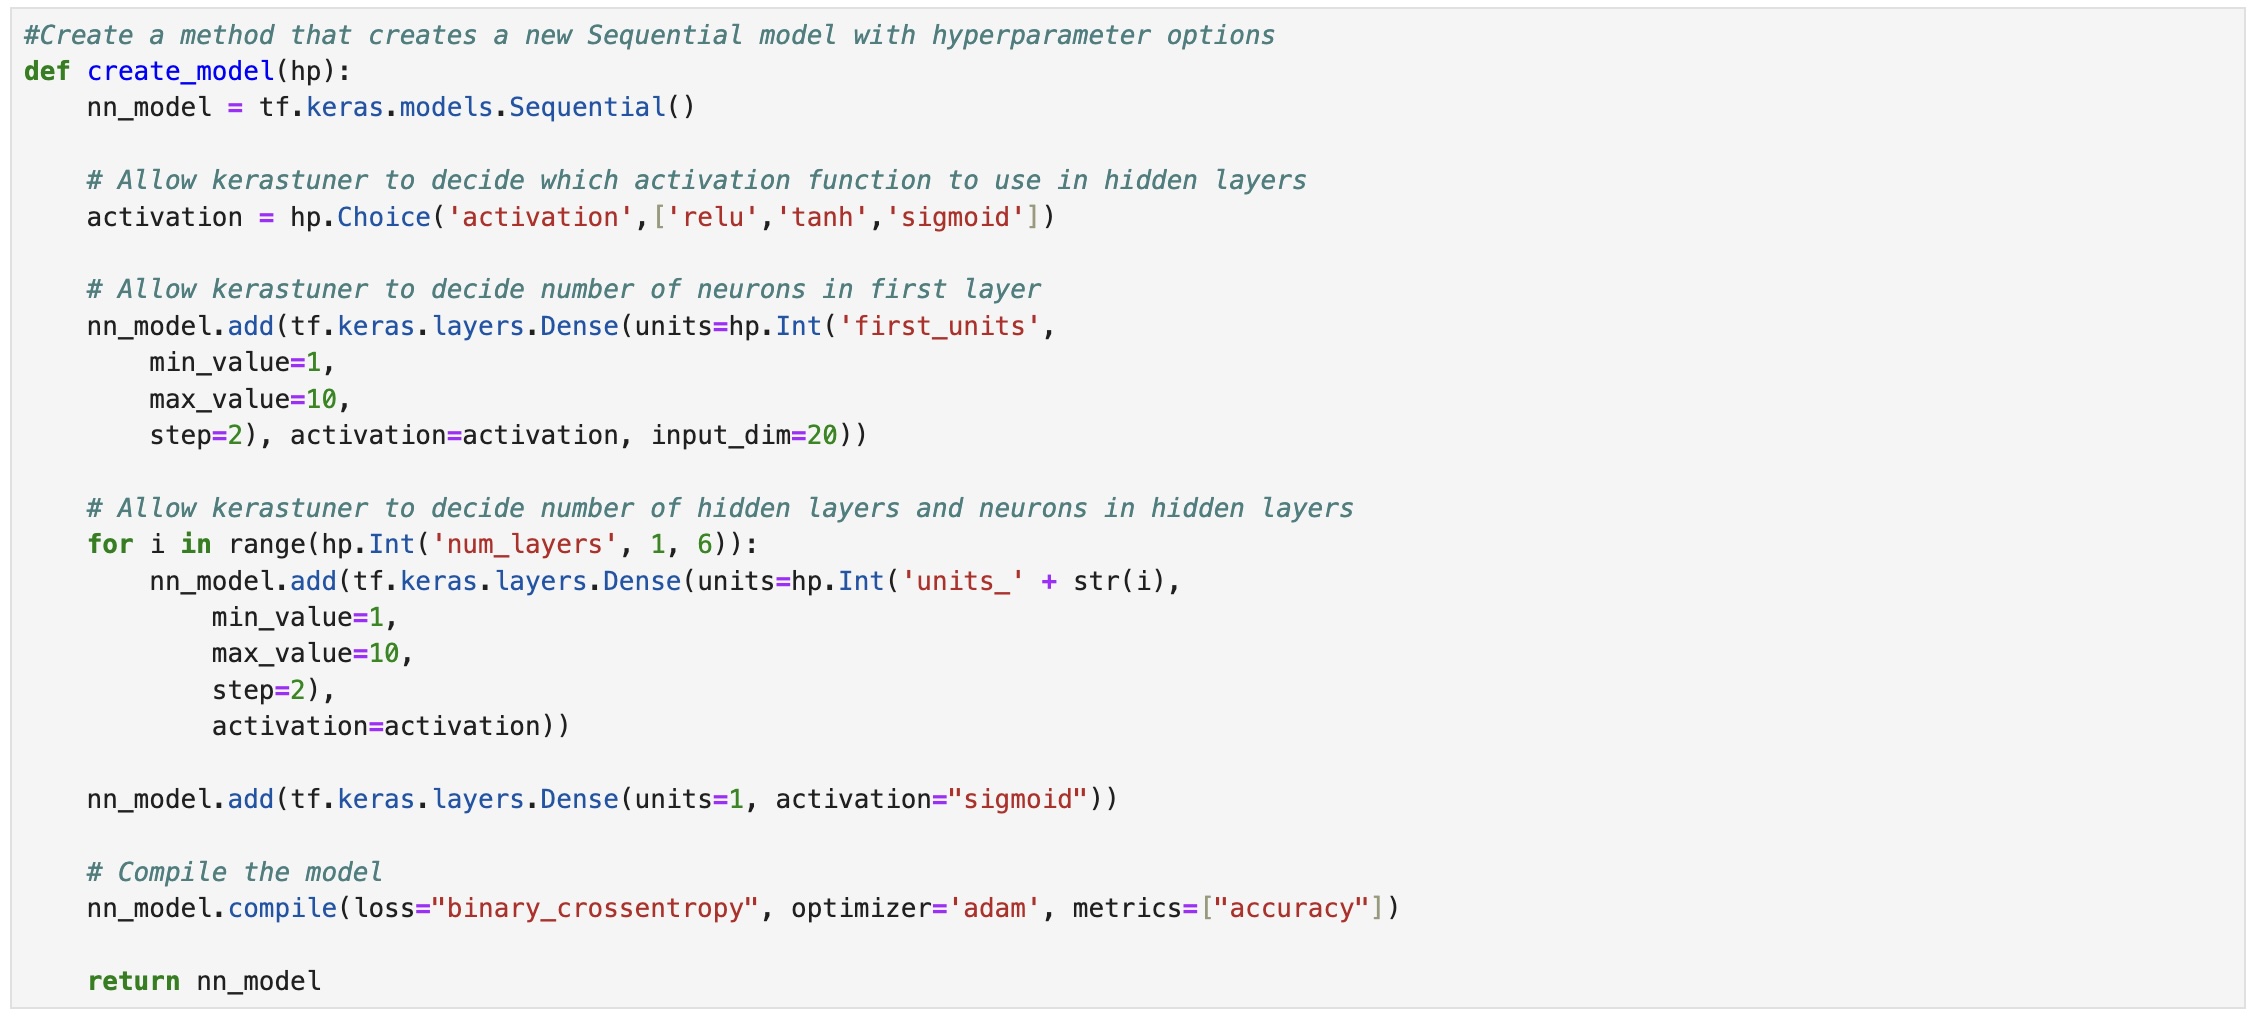 #Create a method that creates a new Sequential model with hyperparameter options
def create_model(hp):
    nn_model = tf.keras.models.Sequential()

    # Allow kerastuner to decide which activation function to use in hidden layers
    activation = hp.Choice('activation',['relu','tanh','sigmoid'])

    # Allow kerastuner to decide number of neurons in first layer
    nn_model.add(tf.keras.layers.Dense(units=hp.Int('first_units',
        min_value=1,
        max_value=10,
        step=2), activation=activation, input_dim=20))

    # Allow kerastuner to decide number of hidden layers and neurons in hidden layers
    for i in range(hp.Int('num_layers', 1, 6)):
        nn_model.add(tf.keras.layers.Dense(units=hp.Int('units_' + str(i),
            min_value=1,
            max_value=10,
            step=2),
            activation=activation))

    nn_model.add(tf.keras.layers.Dense(units=1, activation="sigmoid"))

    # Compile the model
    nn_model.compile(loss="binary_crossentropy", optimizer='adam', metrics=["accuracy"])

    return nn_model